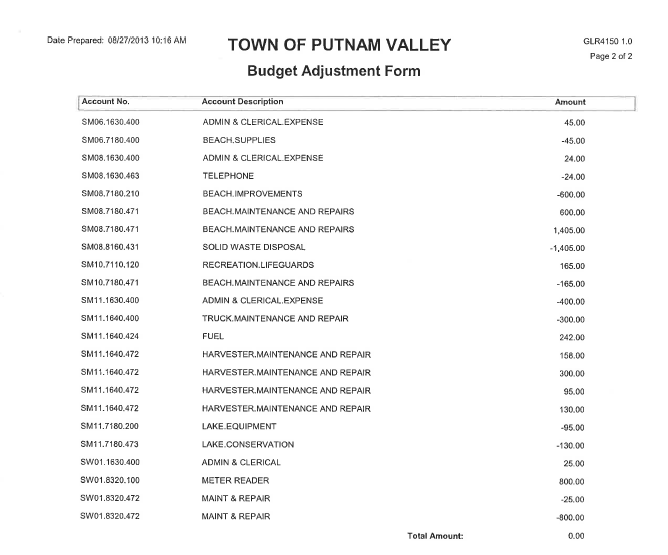 Date Prepared: 08/27/2013 10:16 AM
TOWN OF PUTNAM VALLEY
GLR4150 1.0
Page 2 of 2
Budget Adjustment Form
Account No. Account Description Amount
SM06.1630.400 ADMIN & CLERICAL.EXPENSE 45.00
SM06.7180.400 BEACH.SUPPLIES -45.00
SM08.1630.400 ADMIN & CLERICAL.EXPENSE 24.00
SM08.1630.463 TELEPHONE -24.00
SM08.7180.210 BEACH.IMPROVEMENTS -600.00
SM08.7180.471 BEACH.MAINTENANCE AND REPAIRS 600.00
SM08.7180.471 BEACH.MAINTENANCE AND REPAIRS 1,405.00
SM08.8160.431 SOLID WASTE DISPOSAL -1,405.00
SM10.7110.120 RECREATION.LIFEGUARDS 165.00
SM10.7180.471 BEACH.MAINTENANCE AND REPAIRS -165.00
SM11.1630.400 ADMIN & CLERICAL.EXPENSE -400.00
SM11.1640.400 TRUCK.MAINTENANCE AND REPAIR -300.00
SM11.1640.424 FUEL 242.00
SM11.1640.472 HARVESTER.MAINTENANCE AND REPAIR 158.00
SM11.1640.472 HARVESTER.MAINTENANCE AND REPAIR 300.00
SM11.1640.472 HARVESTER.MAINTENANCE AND REPAIR 95.00
SM11.1640.472 HARVESTER.MAINTENANCE AND REPAIR 130.00
SM11.7180.200 LAKE.EQUIPMENT -95.00
SM11.7180.473 LAKE.CONSERVATION -130.00
SW01.1630.400 ADMIN & CLERICAL 25.00
SW01.8320.100 METER READER 800.00
SW01.8320.472 MAINT & REPAIR -25.00
SW01.8320.472 MAINT & REPAIR -800.00
Total Amount: 0.00